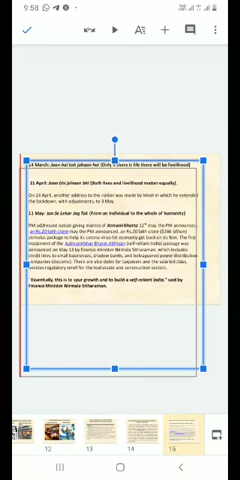 9:58
24 March: Jaan hai toh jahaan hai (Only if there is life there will be livelihood)
11 April: Jaan bhi jahaan bhi (Both lives and livelihood matter equally).
On 14 April, another address to the nation was made by Modi in which he extended
the lockdown, with adjustments, to 3 May
11 May: Jan Se Lekar Jag Tak (From an individual to the whole of humanity)
PM addressed nation giving mantra of Atmanirbharta 12th may the PM announced,
an Rs 20 lakh crore may the PM announced, an Rs 20 lakh crore ($266 billion)
stimulus package to help its corona virus-hit economy get back on its feet. The first
instalment of the Aatmanirbhar Bharat Abhiyan (Self-reliant India) package was
announced on May 13 by finance minister Nirmala Sitharaman, which includes
credit lines to small businesses, shadow banks, and beleaguered power distribution
companies (discoms). There are also doles for taxpayers and the salaried class,
besides regulatory relief for the real estate and construction sectors.
"Essentially, this is to spur growth and to build a self-reliant India," said by
Finance Minister Nirmala Sitharaman.
12 13 14 15